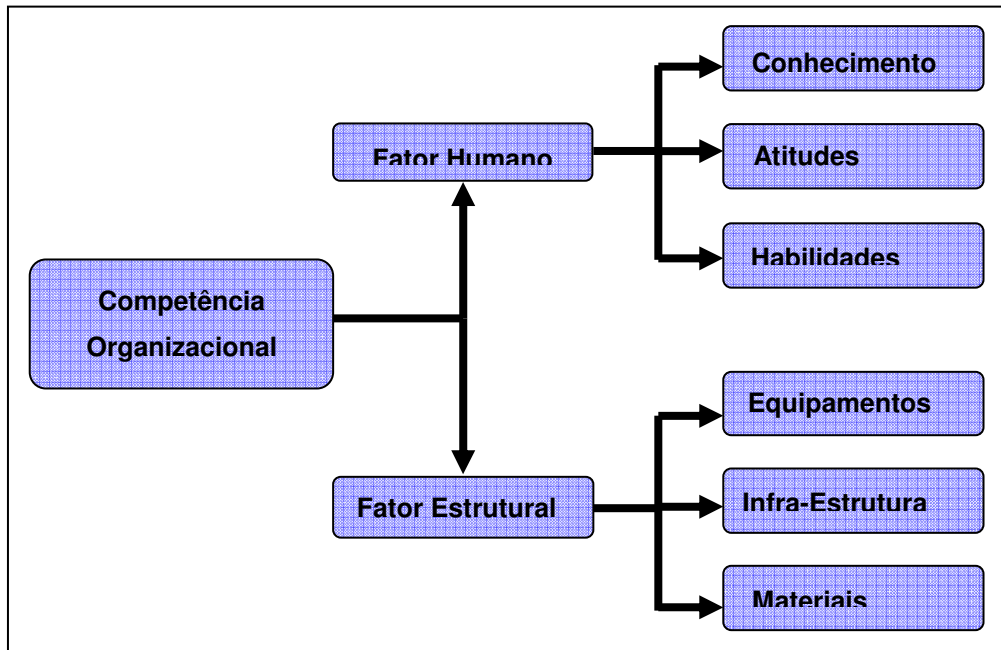 Competência
Organizacional
Fator Humano
Conhecimento
Atitudes
Habilidades
Fator Estrutural
Equipamentos
Infra-Estrutura
Materiais